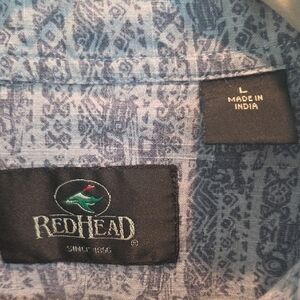 L
MADE IN
INDIA
REDHEAD®
SINCE 1856